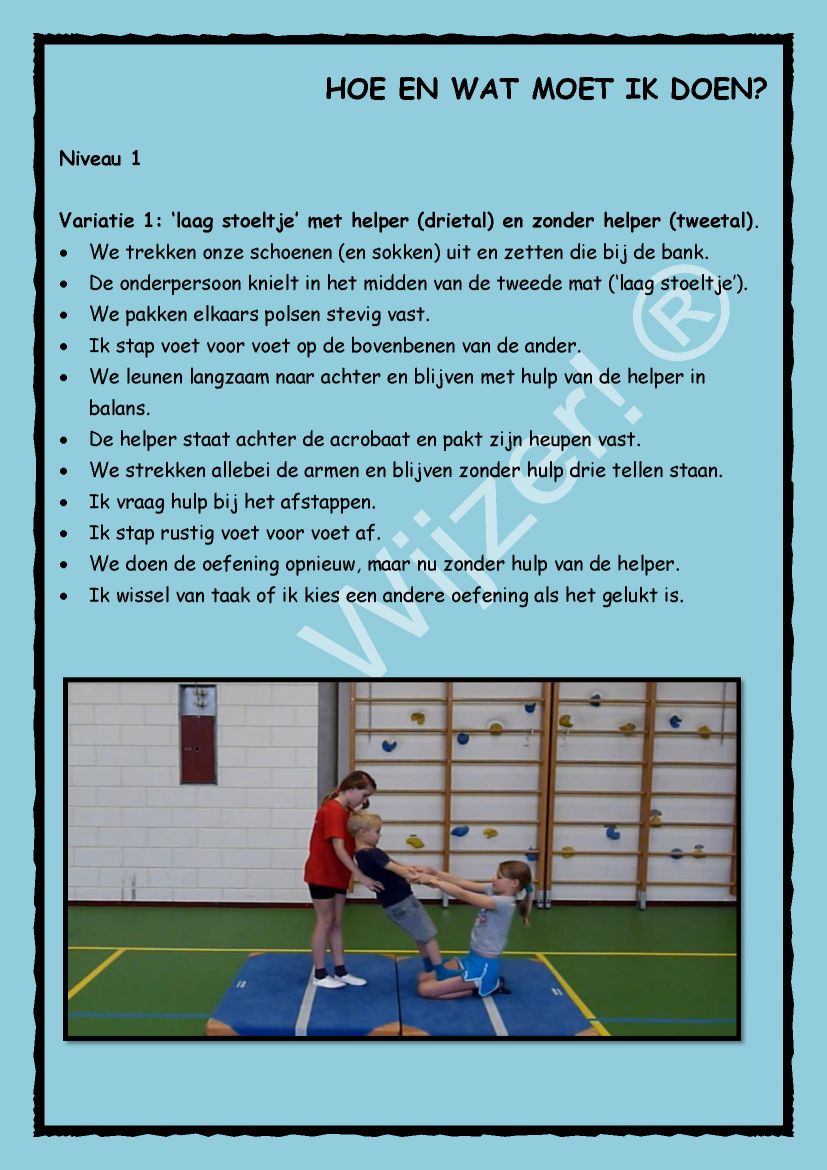 HOE EN WAT MOET IK DOEN?
Niveau 1
Variatie 1: ‘laag stoeltje’ met helper (drietal) en zonder helper (tweetal).
• We trekken onze schoenen (en sokken) uit en zetten die bij de bank.
• De onderpersoon knielt in het midden van de tweede mat (‘laag stoeltje’).
• We pakken elkaars polsen stevig vast.
• Ik stap voet voor voet op de bovenbenen van de ander.
• We leunen langzaam naar achter en blijven met hulp van de helper in
balans.
• De helper staat achter de acrobaat en pakt zijn heupen vast.
• We strekken allebei de armen en blijven zonder hulp drie tellen staan.
• Ik vraag hulp bij het afstappen.
• Ik stap rustig voet voor voet af.
• We doen de oefening opnieuw, maar nu zonder hulp van de helper.
• Ik wissel van taak of ik kies een andere oefening als het gelukt is.
Wijzer! ®